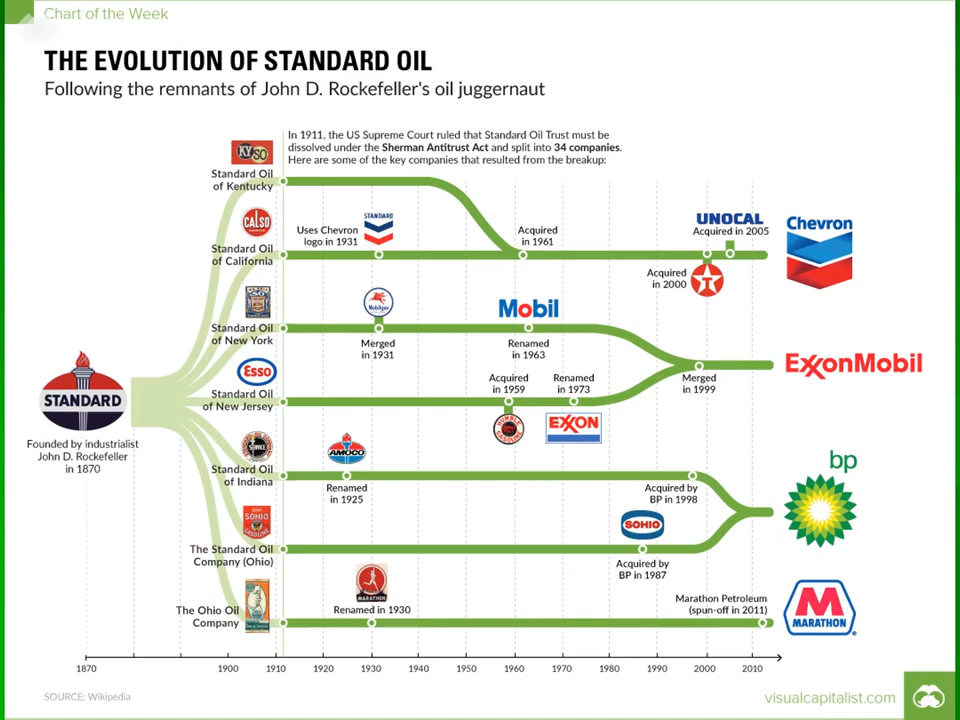 Chart of the Week
THE EVOLUTION OF STANDARD OIL
Following the remnants of John D. Rockefeller's oil juggernaut
In 1911, the US Supreme Court ruled that Standard Oil Trust must be
dissolved under the Sherman Antitrust Act and split into 34 companies.
Here are some of the key companies that resulted from the breakup:
KYSO
Standard Oil
of Kentucky
CALSO
Standard Oil
of California
Uses Chevron
logo in 1931
STANDARD
Acquired
in 1961
UNOCAL
Acquired in 2005
Acquired
in 2000
T
Chevron
Standard Oil
of New York
Mobilgas
Merged
in 1931
Mobil
Renamed
in 1963
Esso
Standard Oil
of New Jersey
Acquired
in 1959
HUMBLE
GASOLINE
Renamed
in 1973
EXXON
Merged
in 1999
ExxonMobil
STANDARD
Founded by industrialist
John D. Rockefeller
in 1870
SERVICE
Standard Oil
of Indiana
AMOCO
Renamed
in 1925
Acquired by
BP in 1998
bp
SOHIO
GASOLINE
The Standard Oil
Company (Ohio)
SOHIO
Acquired by
BP in 1987
The Ohio Oil
Company
MARATHON
Renamed in 1930
Marathon Petroleum
(spun-off in 2011)
M
MARATHON
1870 1900 1910 1920 1930 1940 1950 1960 1970 1980 1990 2000 2010
SOURCE: Wikipedia
visualcapitalist.com